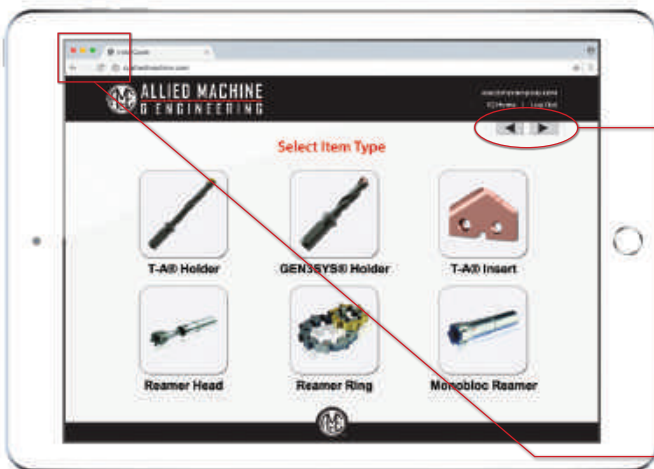 ALLIED MACHINE
& ENGINEERING
Select Item Type
T-A® Holder
GEN3SYS® Holder
T-A® Insert
Reamer Head
Reamer Ring
Monobloc Reamer